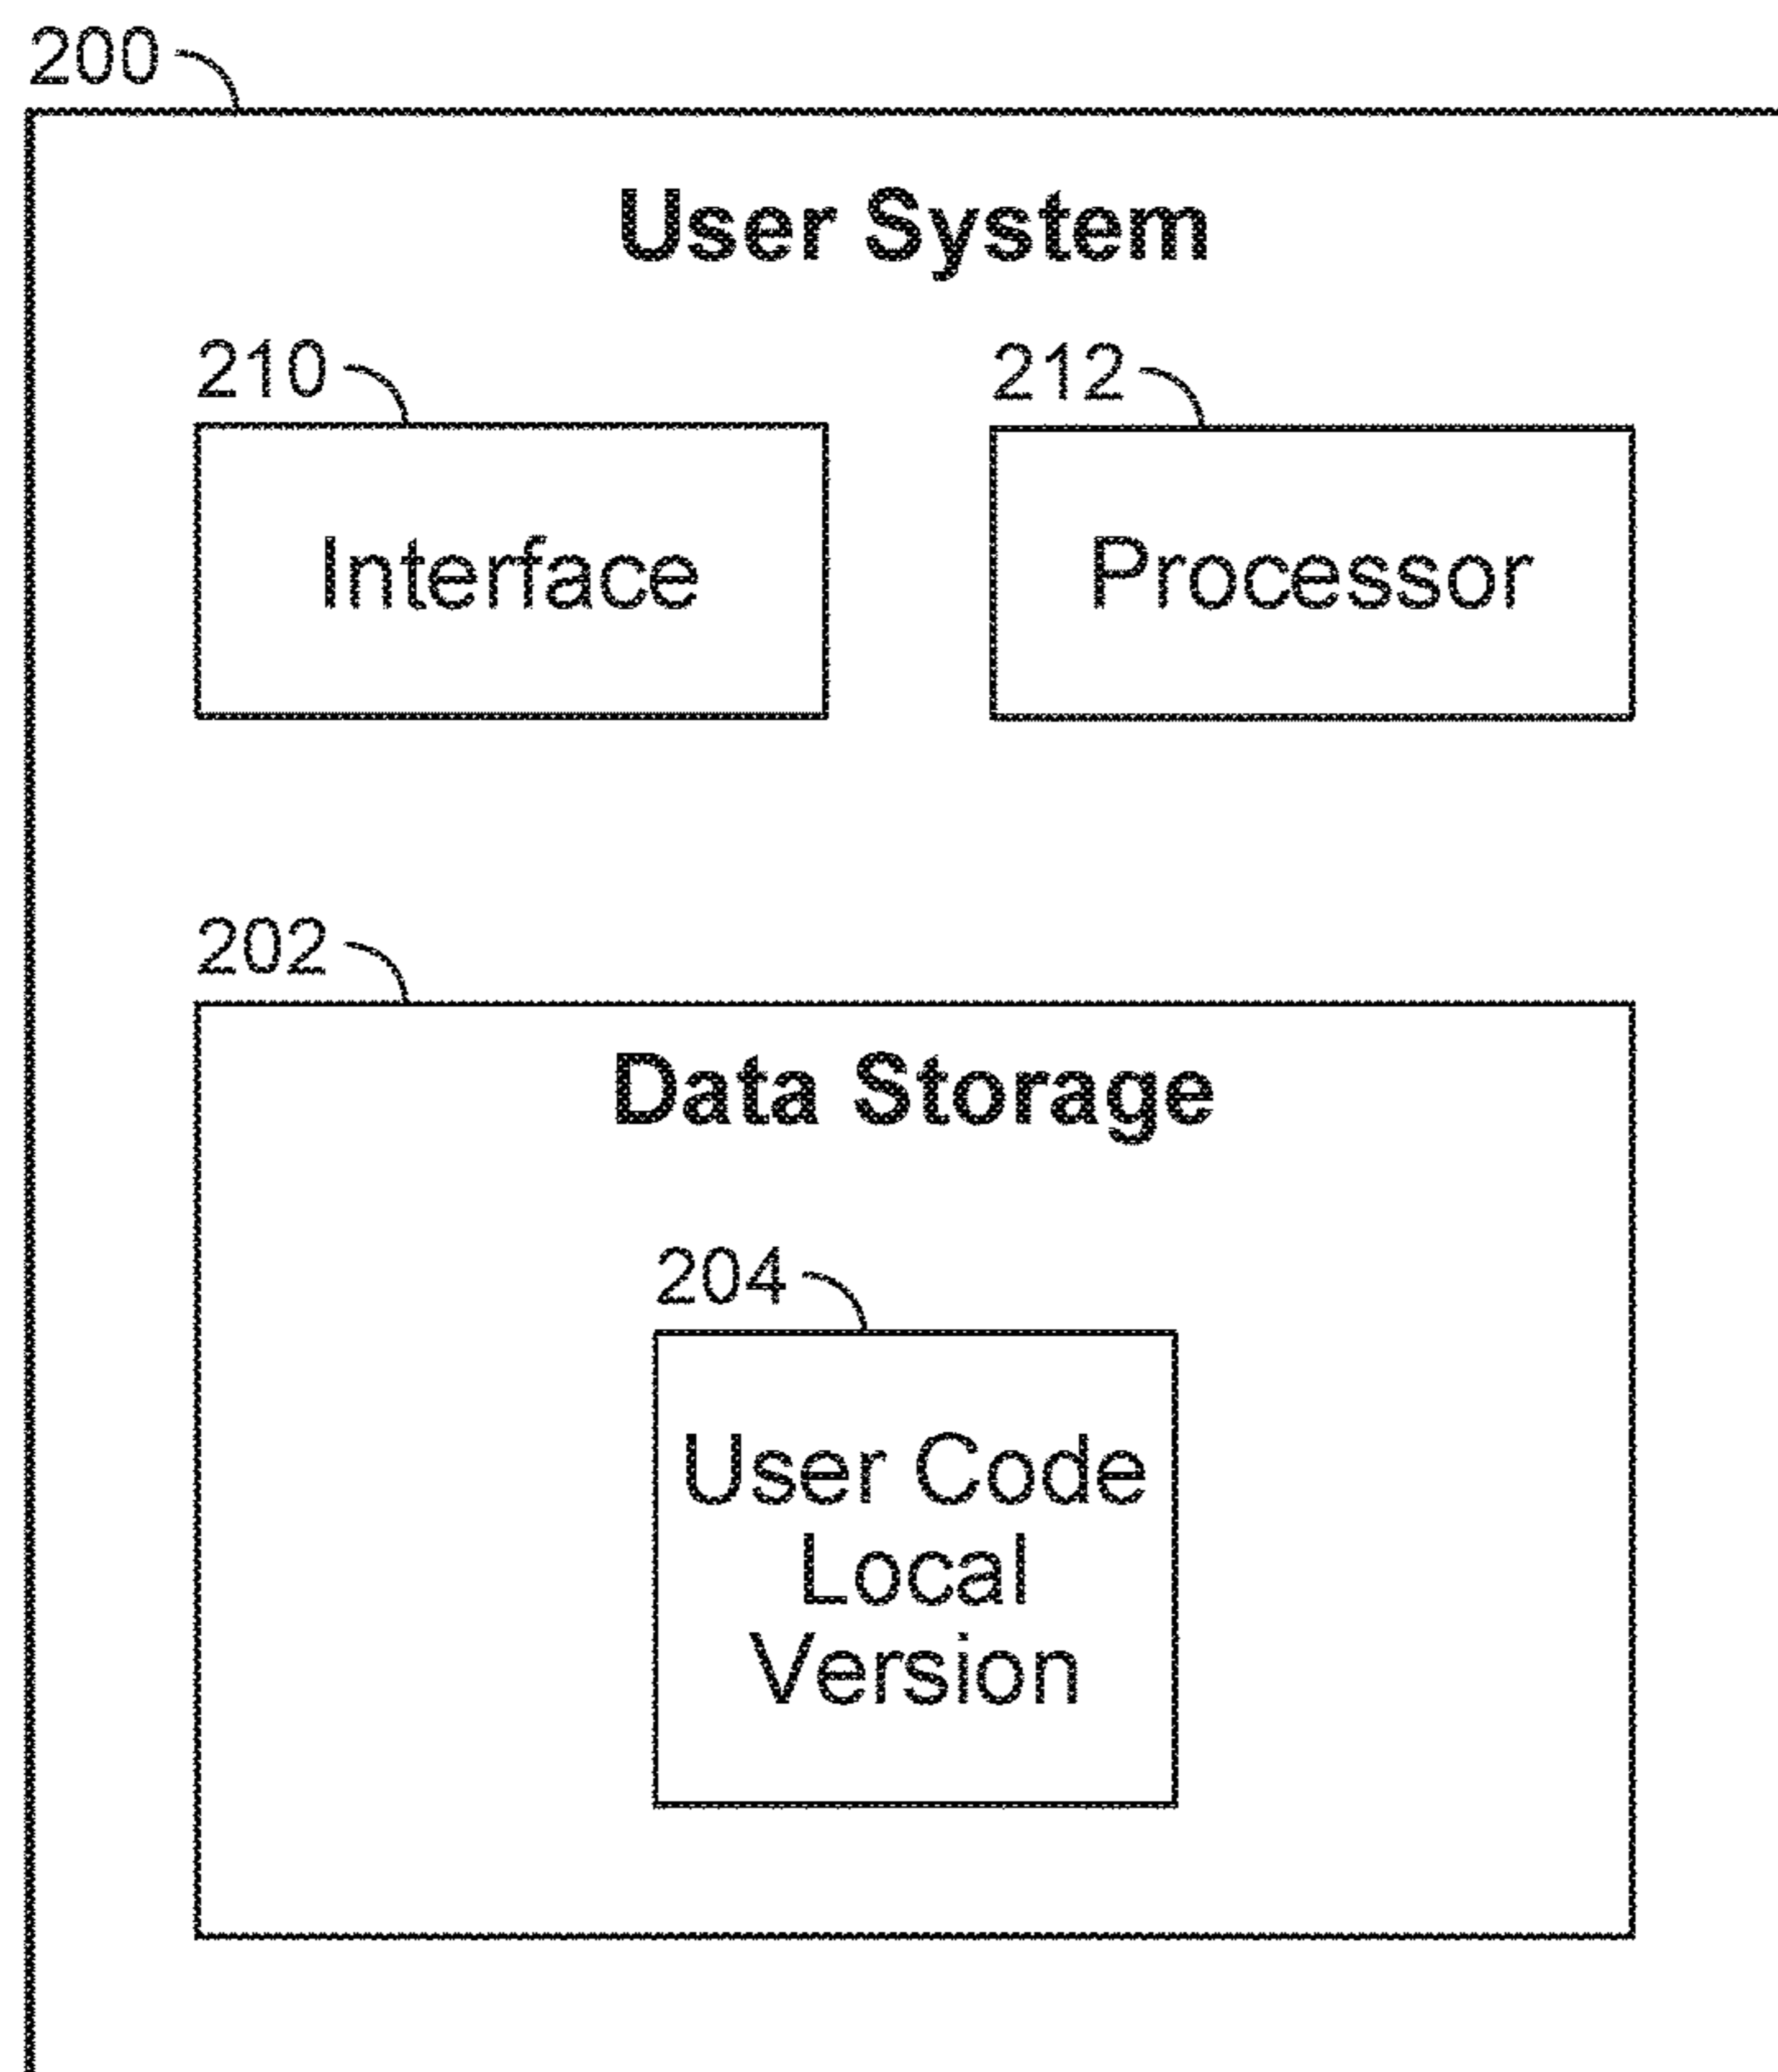 200
User System
210
212
Interface
Processor
202
Data Storage
204
User Code
Local
Version